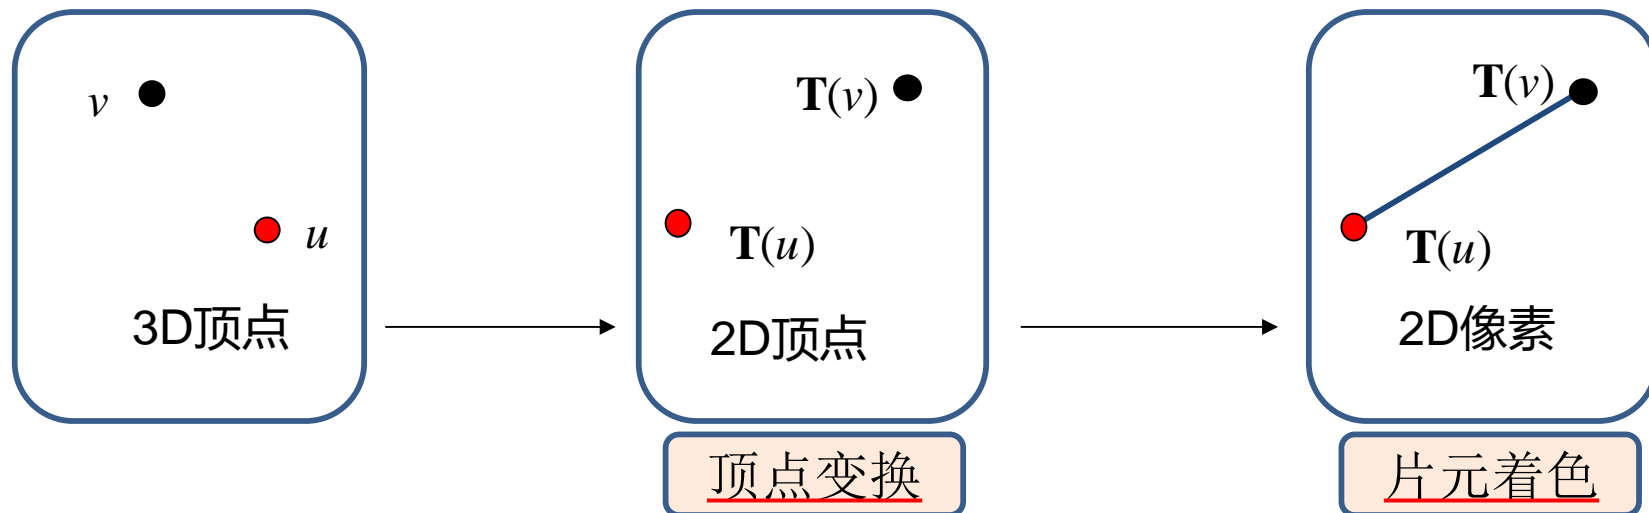 v
u
3D顶点
T(v)
T(u)
2D顶点
顶点变换
T(v)
T(u)
2D像素
片元着色